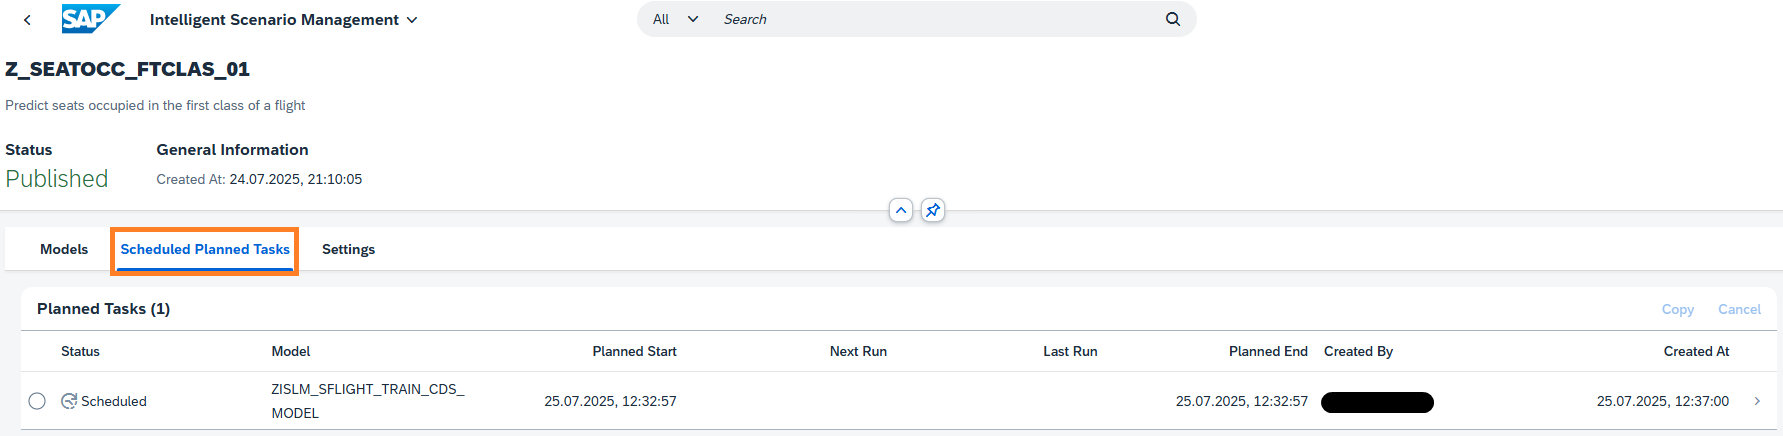 SAP Intelligent Scenario Management All Search
Z_SEATOCC_FTCLAS_01
Predict seats occupied in the first class of a flight
Status General Information
Published Created At: 24.07.2025, 21:10:05
Models Scheduled Planned Tasks Settings
Planned Tasks (1) Copy Cancel
Status Model Planned Start Next Run Last Run Planned End Created By Created At
Scheduled ZISLM_SFLIGHT_TRAIN_CDS_ 25.07.2025, 12:32:57 25.07.2025, 12:32:57 25.07.2025, 12:37:00
MODEL